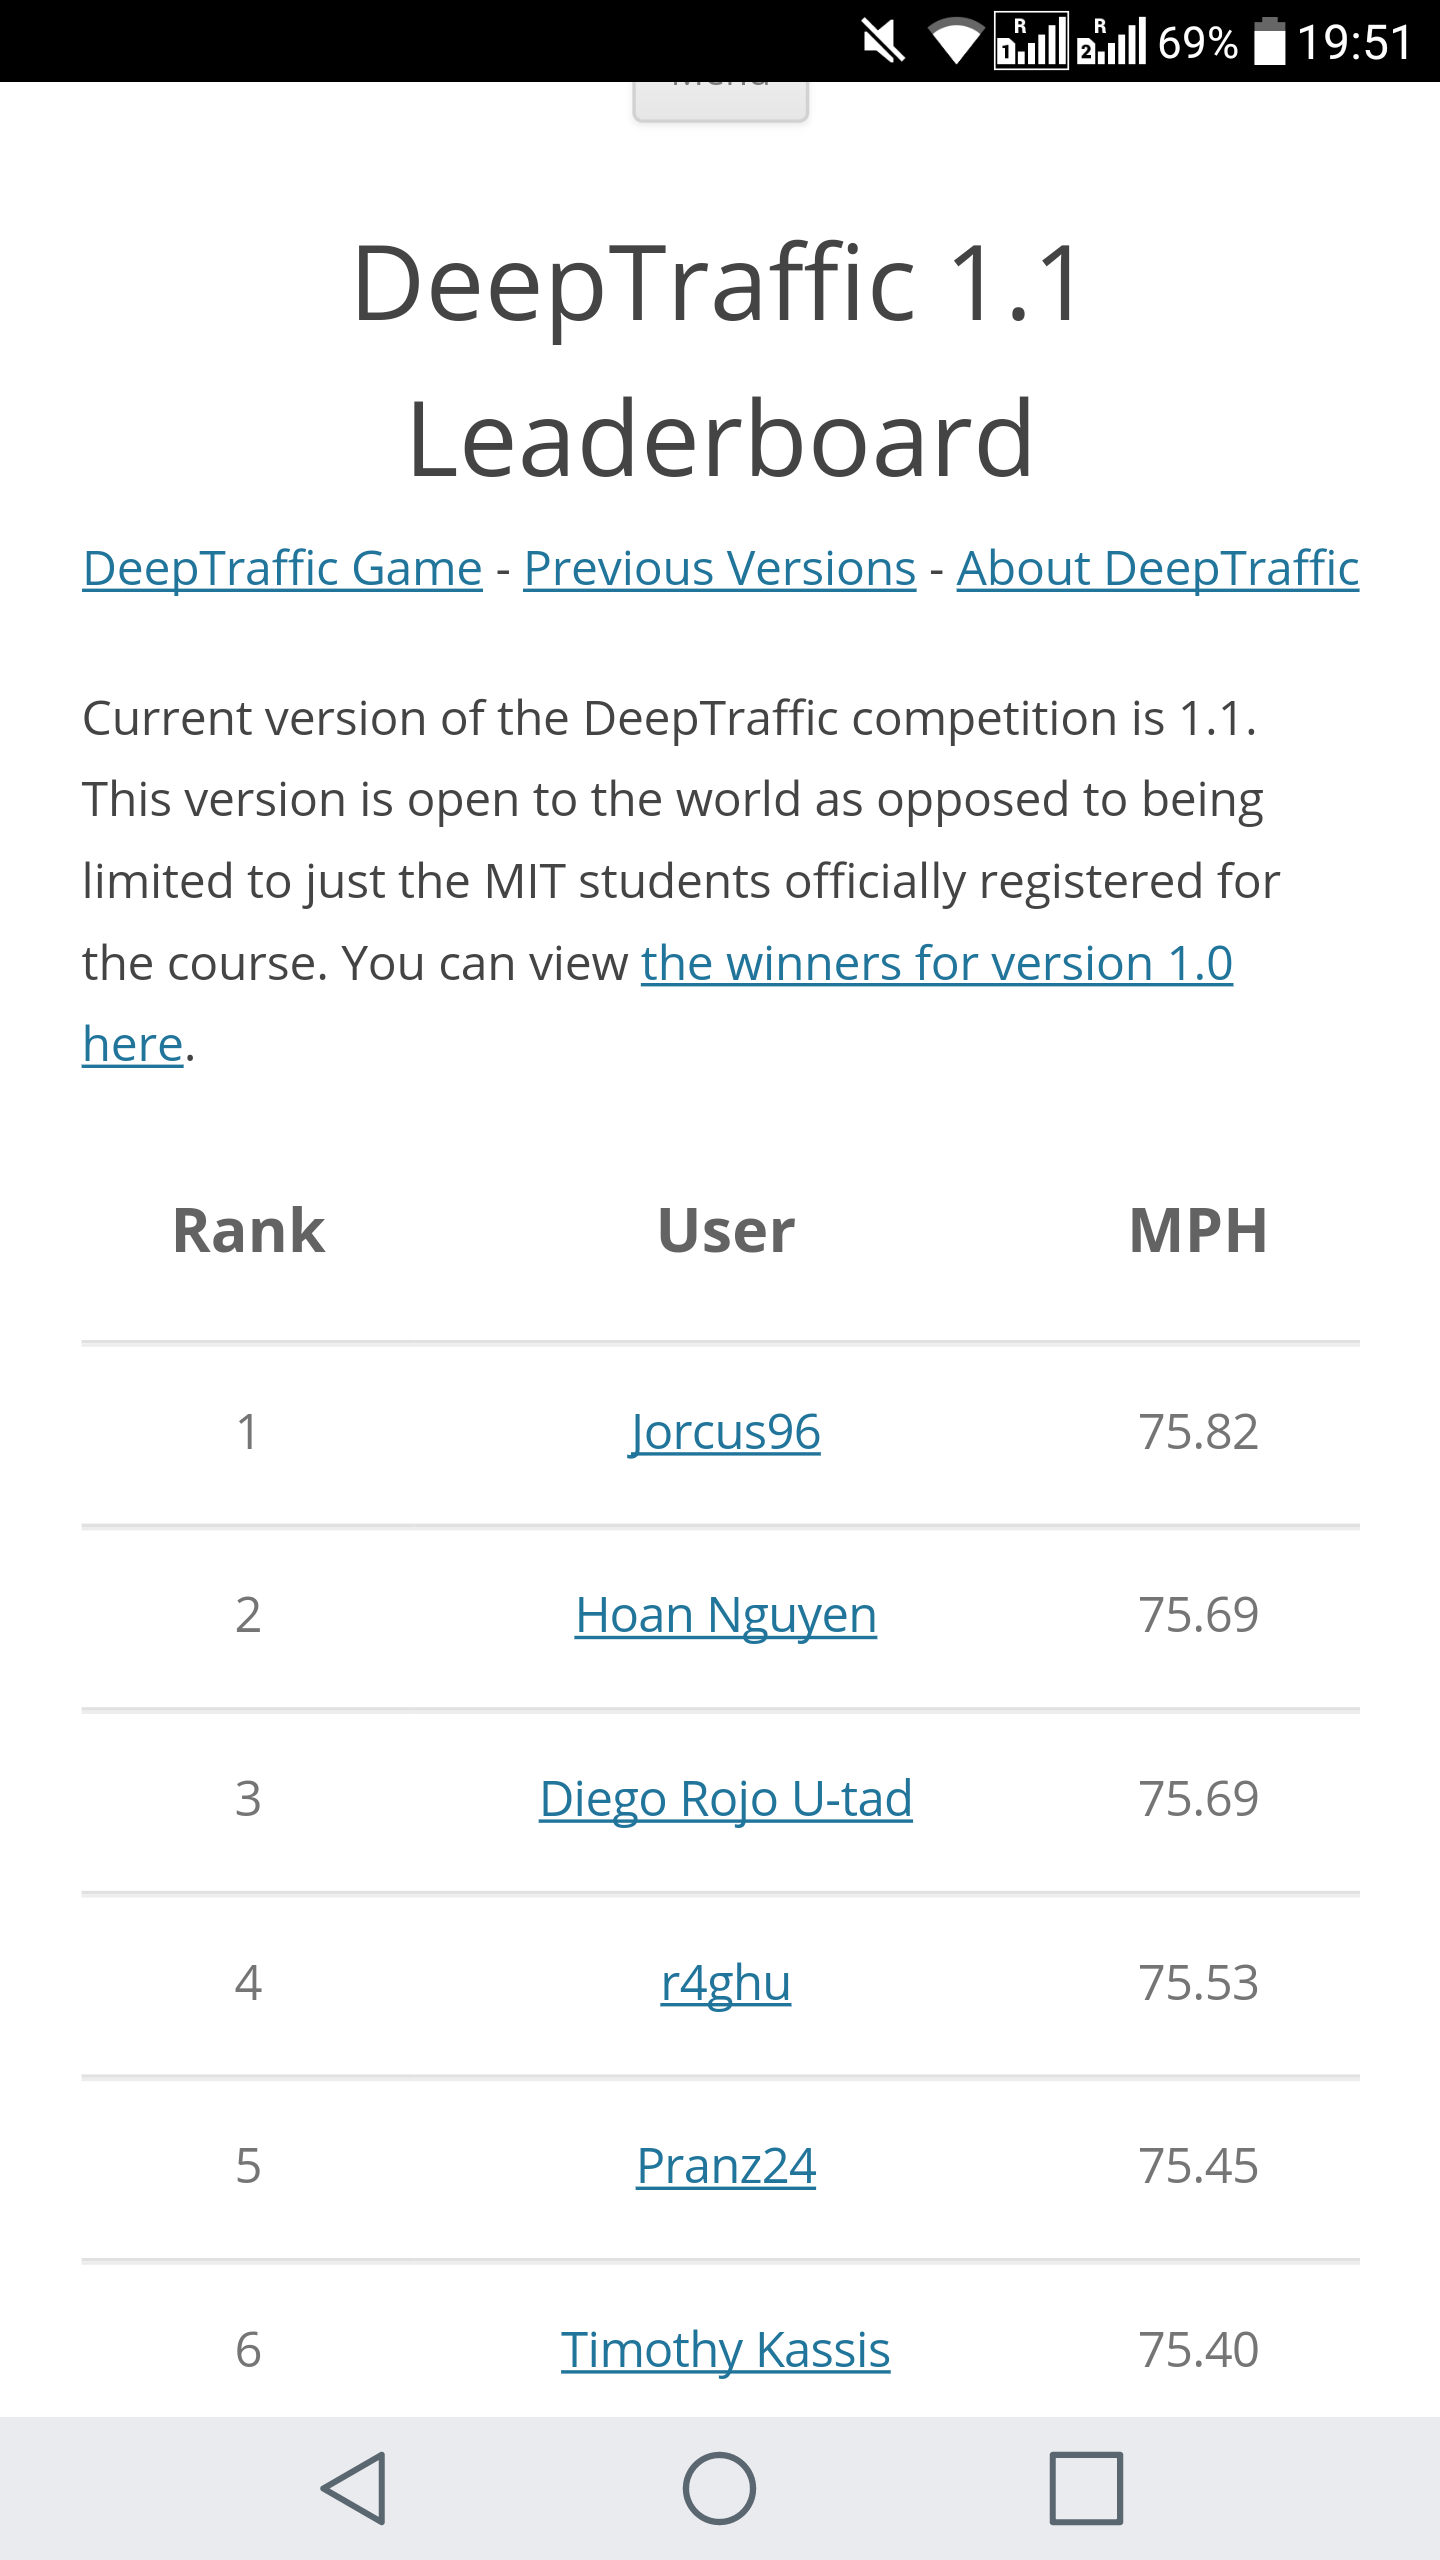 R R 69% 19:51
1 2
Menu
DeepTraffic 1.1
Leaderboard
DeepTraffic Game - Previous Versions - About DeepTraffic
Current version of the DeepTraffic competition is 1.1.
This version is open to the world as opposed to being
limited to just the MIT students officially registered for
the course. You can view the winners for version 1.0
here.
Rank User MPH
1 Jorcus96 75.82
2 Hoan Nguyen 75.69
3 Diego Rojo U-tad 75.69
4 r4ghu 75.53
5 Pranz24 75.45
6 Timothy Kassis 75.40